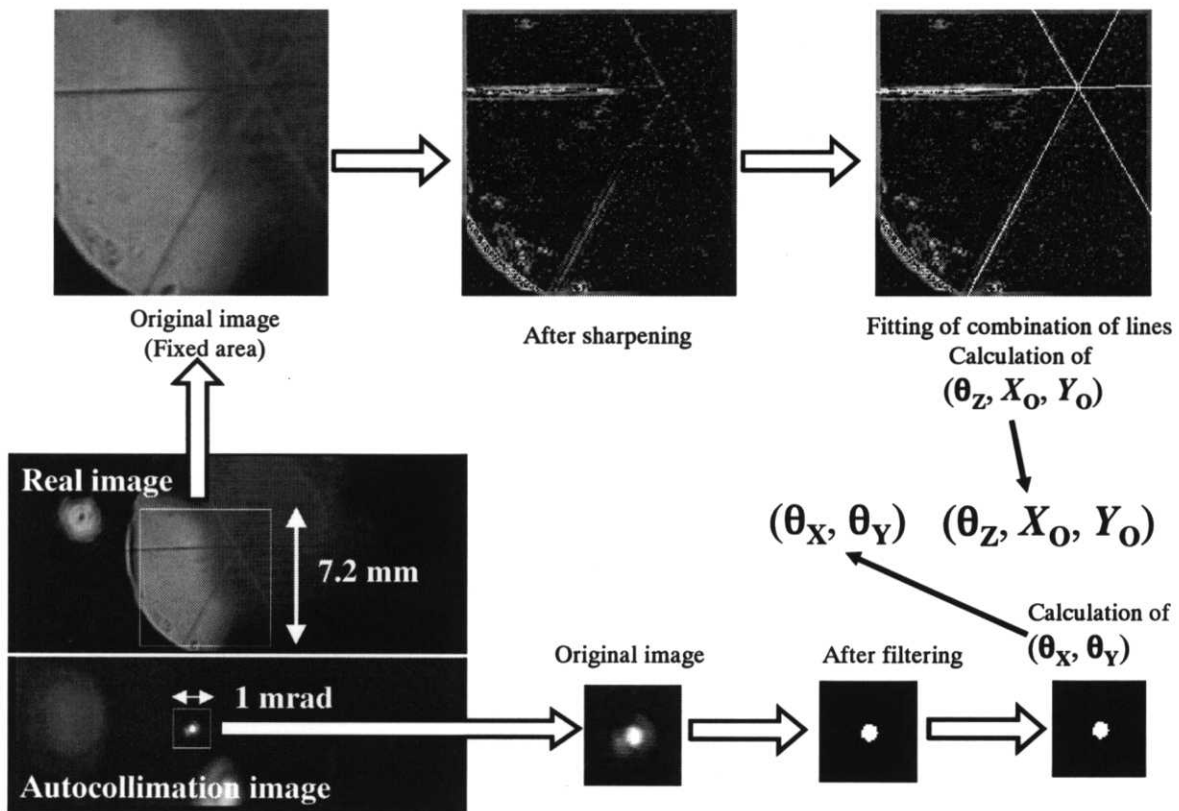 Original image
(Fixed area)
After sharpening
Fitting of combination of lines
Calculation of
(θZ, XO, YO)
Real image
7.2 mm
(θX, θY) (θZ, XO, YO)
Calculation of
(θX, θY)
Original image
After filtering
1 mrad
Autocollimation image